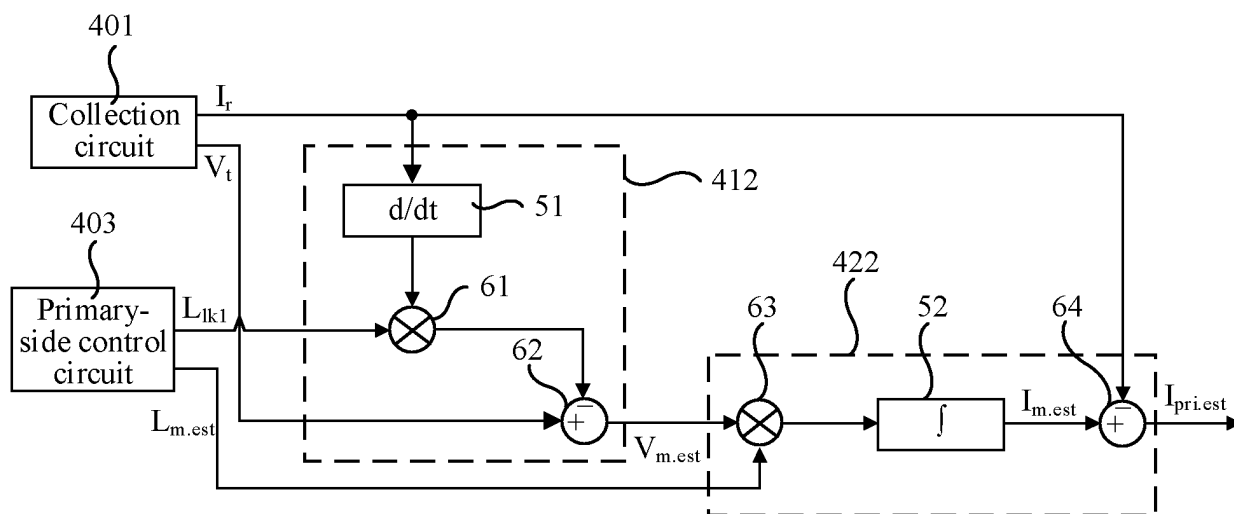 401
Collection
circuit
I_r
V_t
412
d/dt
51
403
Primary-
side control
circuit
L_lk1
61
62
L_m.est
+
−
V_m.est
422
63
52
64
∫
I_m.est
+
−
I_pri.est